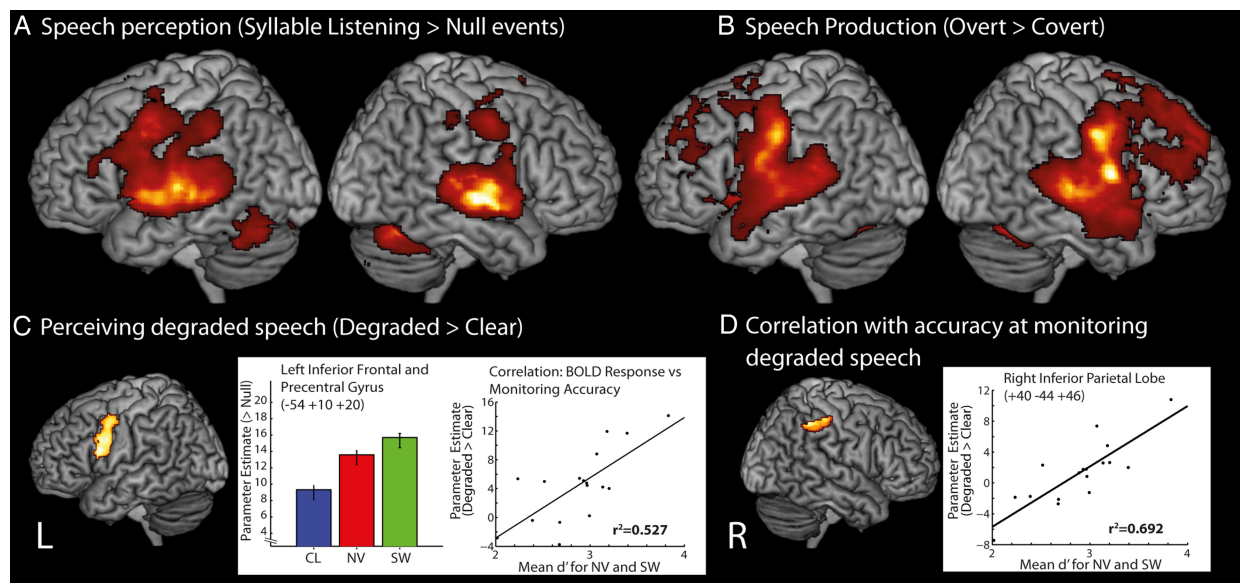 A Speech perception (Syllable Listening > Null events)
B Speech Production (Overt > Covert)
C Perceiving degraded speech (Degraded > Clear)
L
Left Inferior Frontal and
Precentral Gyrus
(-54 +10 +20)
Parameter Estimate (> Null)
20
18
16
14
12
10
8
6
4
CL NV SW
Correlation: BOLD Response vs
Monitoring Accuracy
Parameter Estimate
(Degraded > Clear)
16
12
8
4
0
-4
r²=0.527
2 3 4
Mean d' for NV and SW
D Correlation with accuracy at monitoring
degraded speech
R
Right Inferior Parietal Lobe
(+40 -44 +46)
Parameter Estimate
(Degraded > Clear)
12
8
4
0
-4
-8
r²=0.692
2 3 4
Mean d' for NV and SW